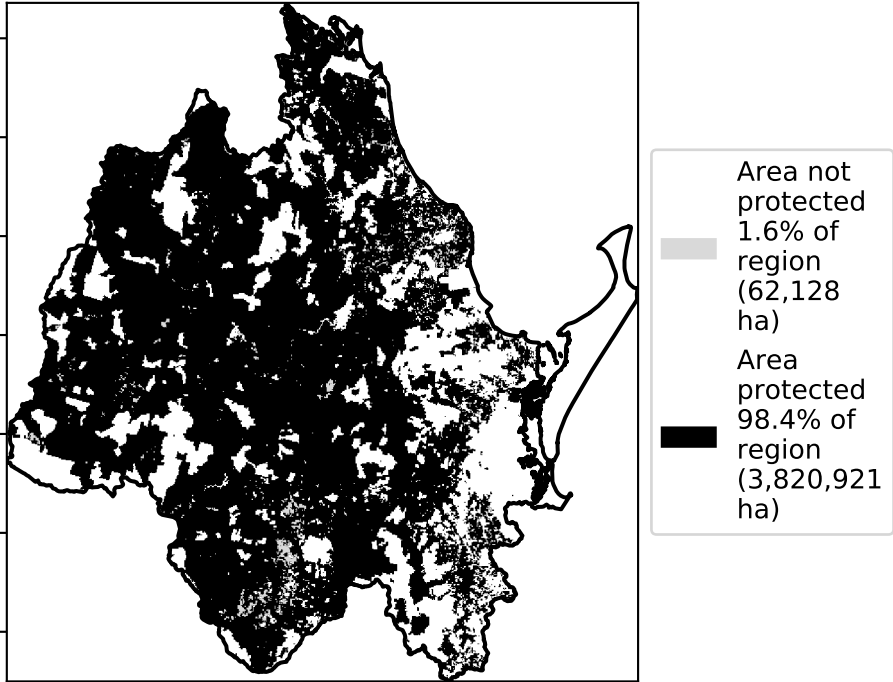 Area not
protected
1.6% of
region
(62,128
ha)
Area
protected
98.4% of
region
(3,820,921
ha)